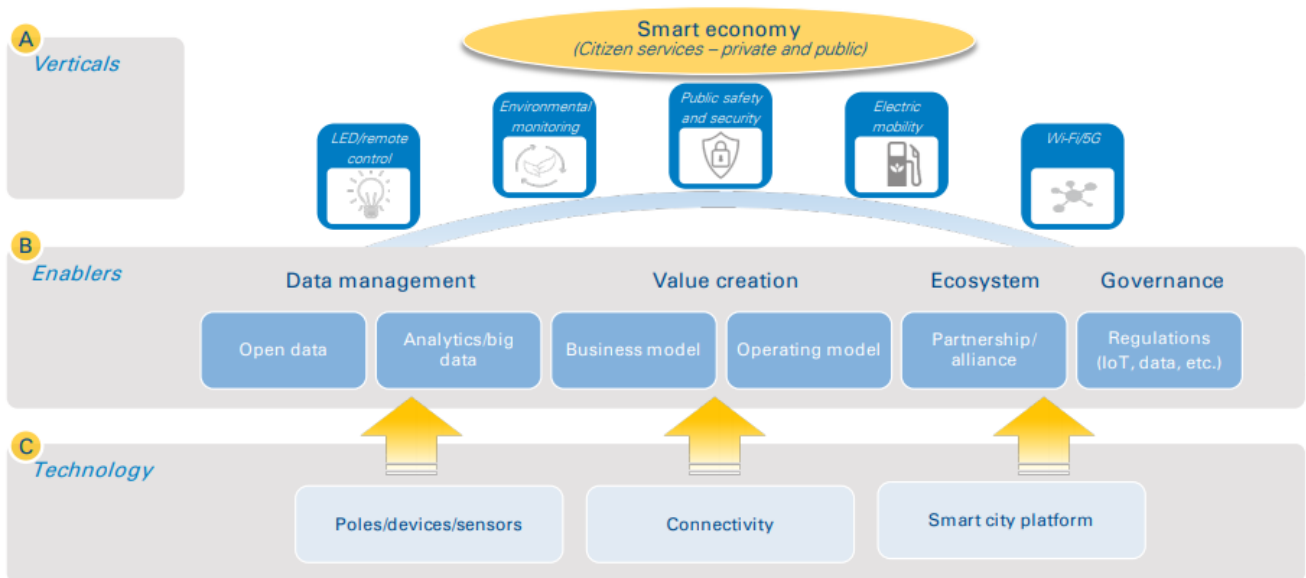 A
Verticals
Smart economy
(Citizen services – private and public)
LED/remote
control
Environmental
monitoring
Public safety
and security
Electric
mobility
Wi-Fi/5G
B
Enablers
Data management
Value creation
Ecosystem
Governance
Open data
Analytics/big
data
Business model
Operating model
Partnership/
alliance
Regulations
(IoT, data, etc.)
C
Technology
Poles/devices/sensors
Connectivity
Smart city platform